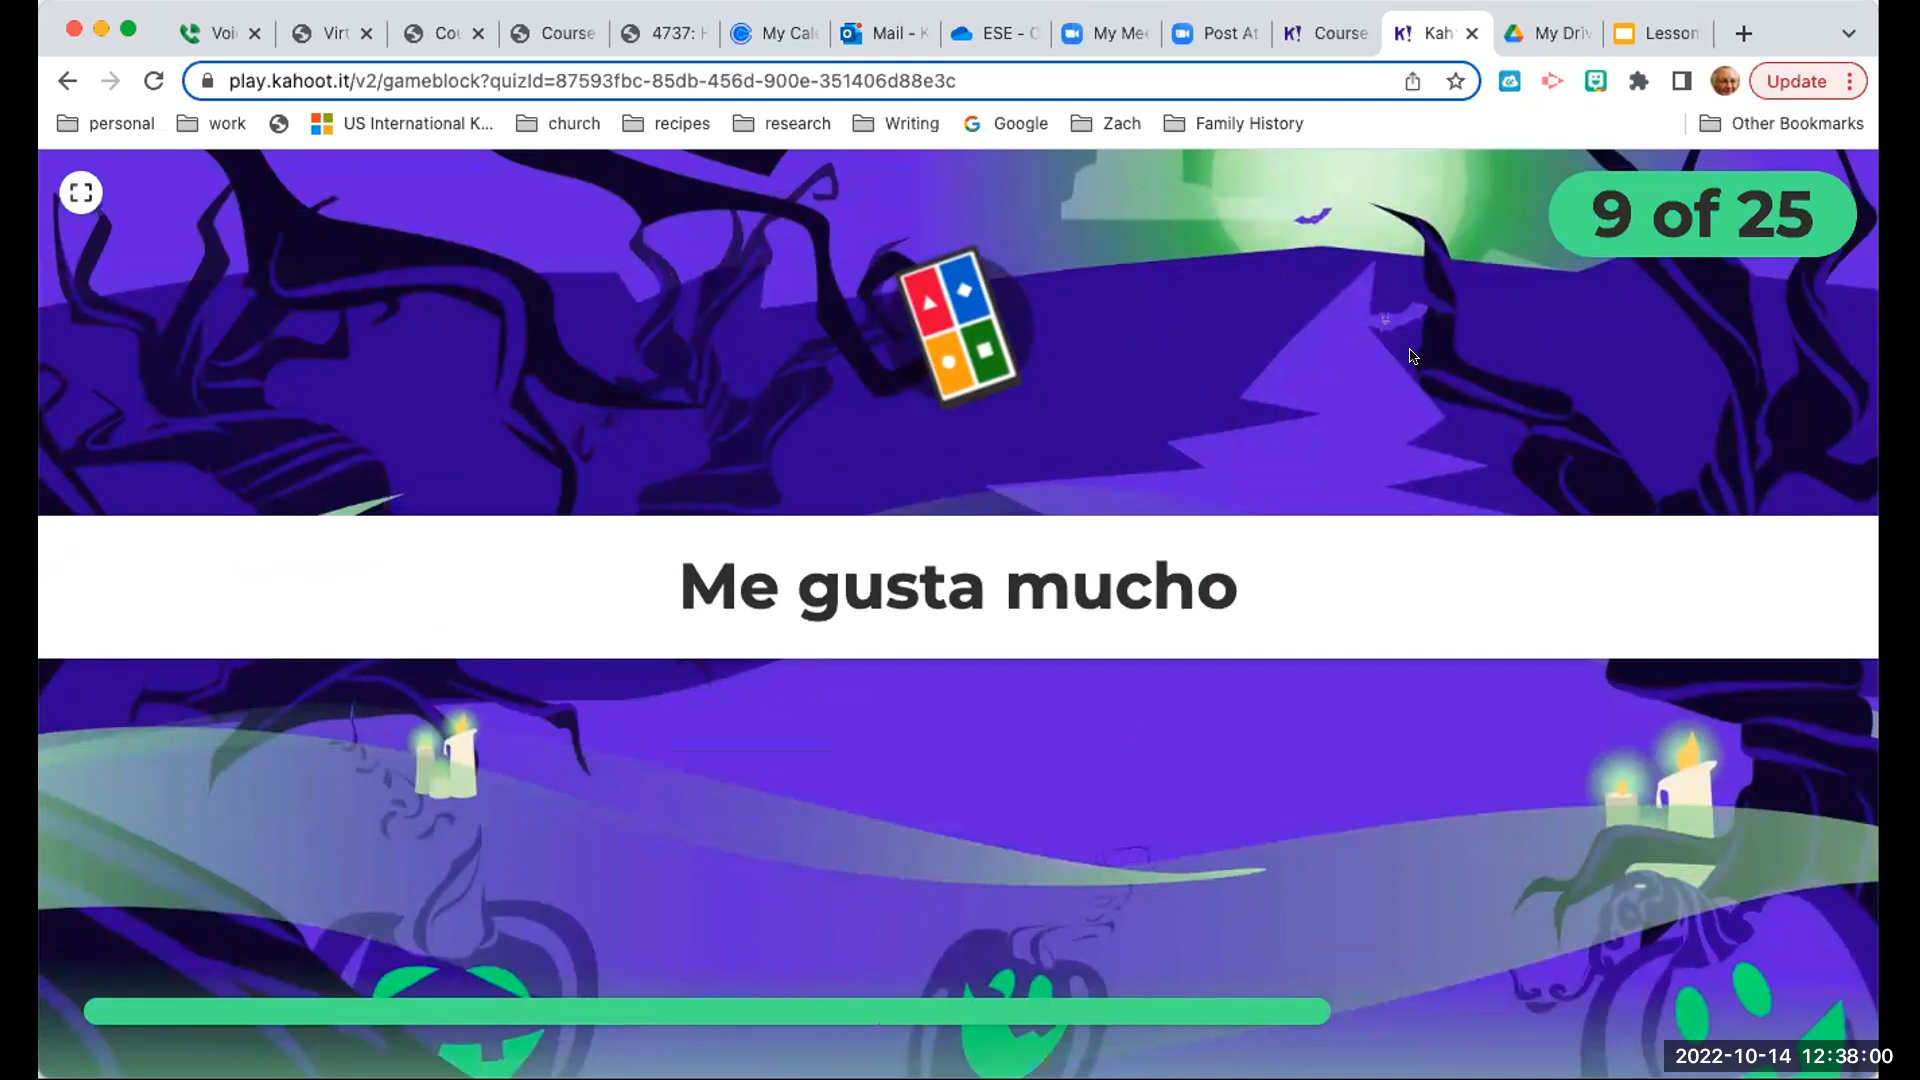 Voi
Virt
Cou
Course
4737: H
My Cal
Mail - K
ESE - C
My Mee
Post At
K! Course
K! Kah
My Driv
Lesson
play.kahoot.it/v2/gameblock?quizId=87593fbc-85db-456d-900e-351406d88e3c
Update
personal work US International K... church recipes research Writing Google Zach Family History Other Bookmarks
9 of 25
Me gusta mucho
2022-10-14 12:38:00